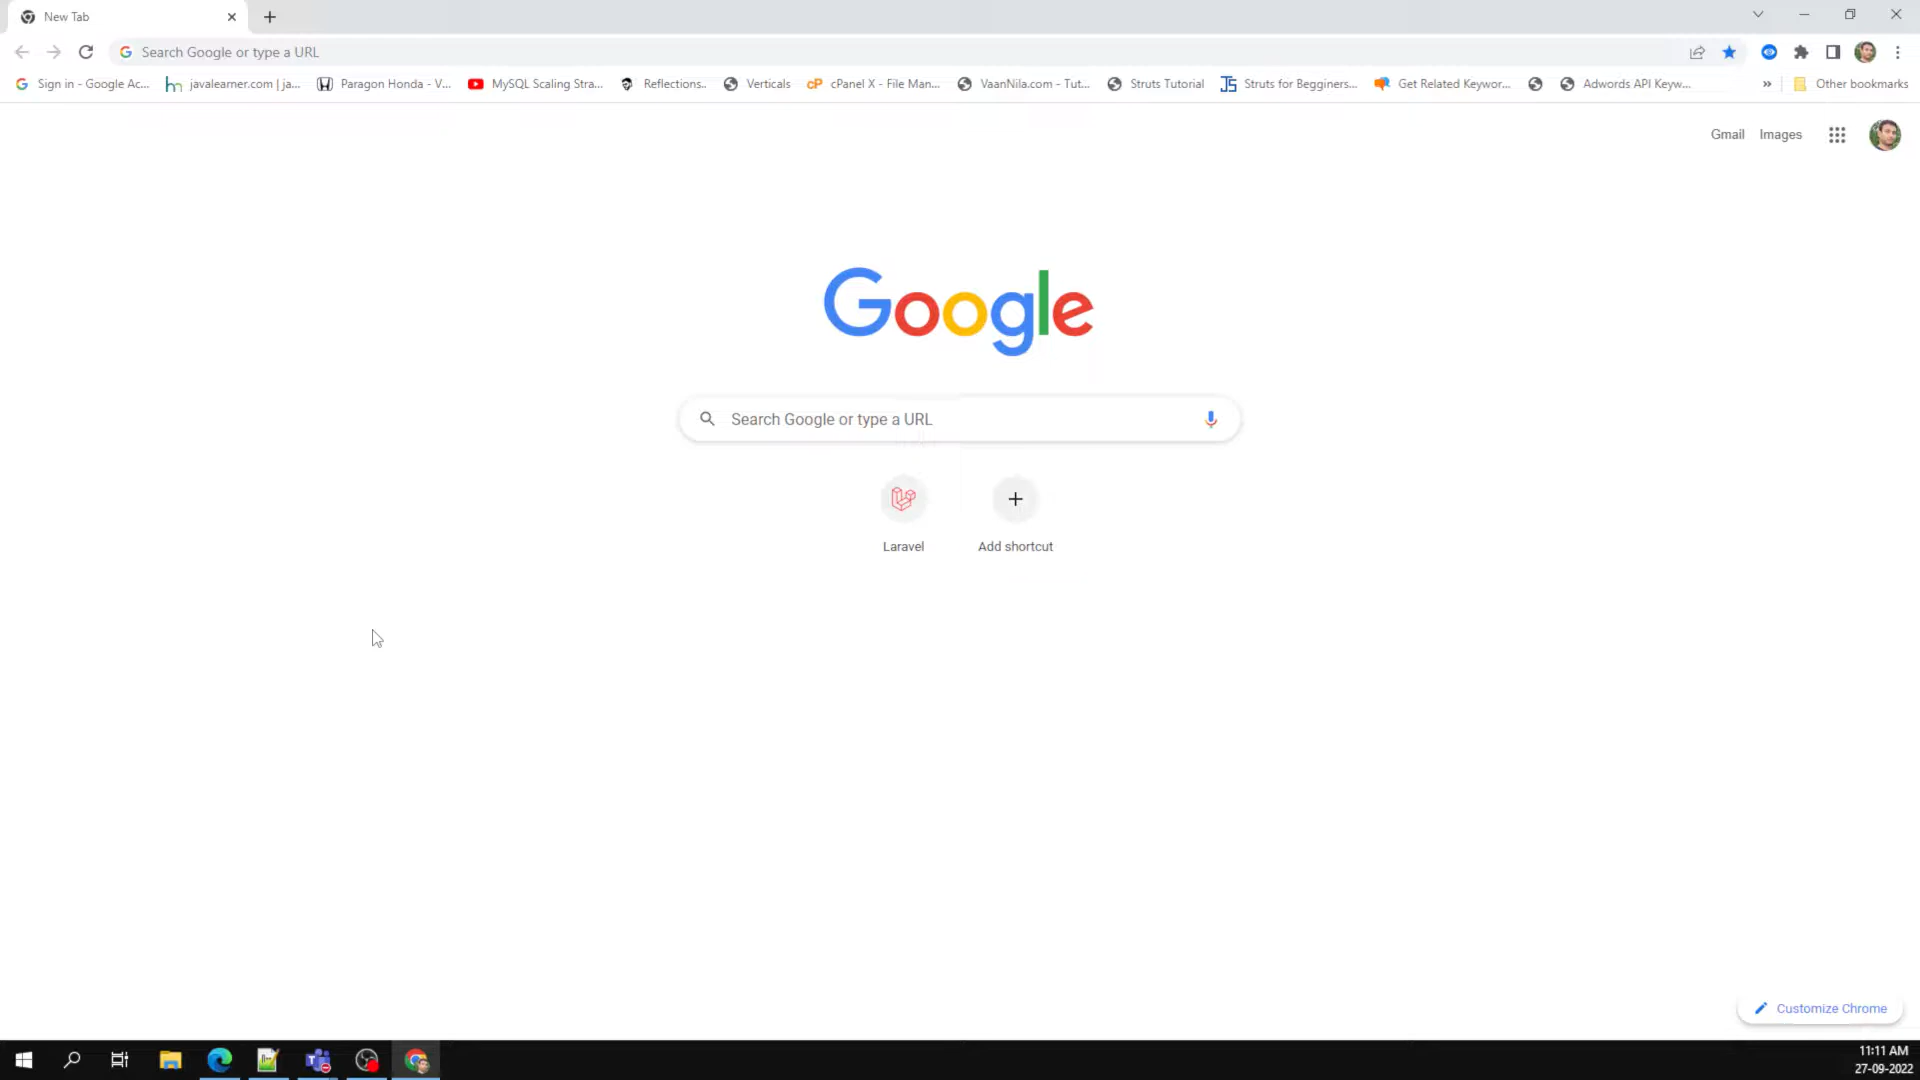 New Tab
Search Google or type a URL
Sign in - Google Ac... javalearner.com | ja... Paragon Honda - V... MySQL Scaling Stra... Reflections.. Verticals cP cPanel X - File Man... VaanNila.com - Tut... Struts Tutorial JS Struts for Begginers... Get Related Keywor... Adwords API Keyw... » Other bookmarks
Gmail Images
Google
Search Google or type a URL
Laravel Add shortcut
Customize Chrome
11:11 AM
27-09-2022